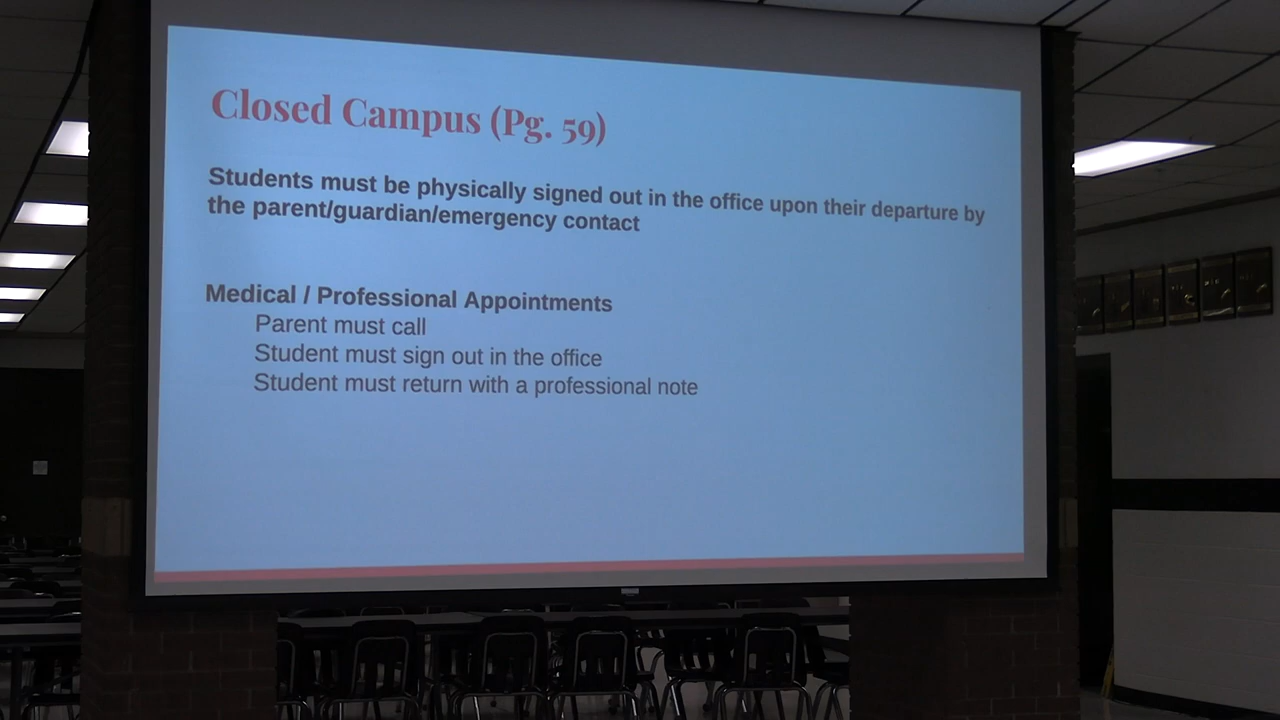 Closed Campus (Pg. 59)
Students must be physically signed out in the office upon their departure by
the parent/guardian/emergency contact
Medical / Professional Appointments
Parent must call
Student must sign out in the office
Student must return with a professional note